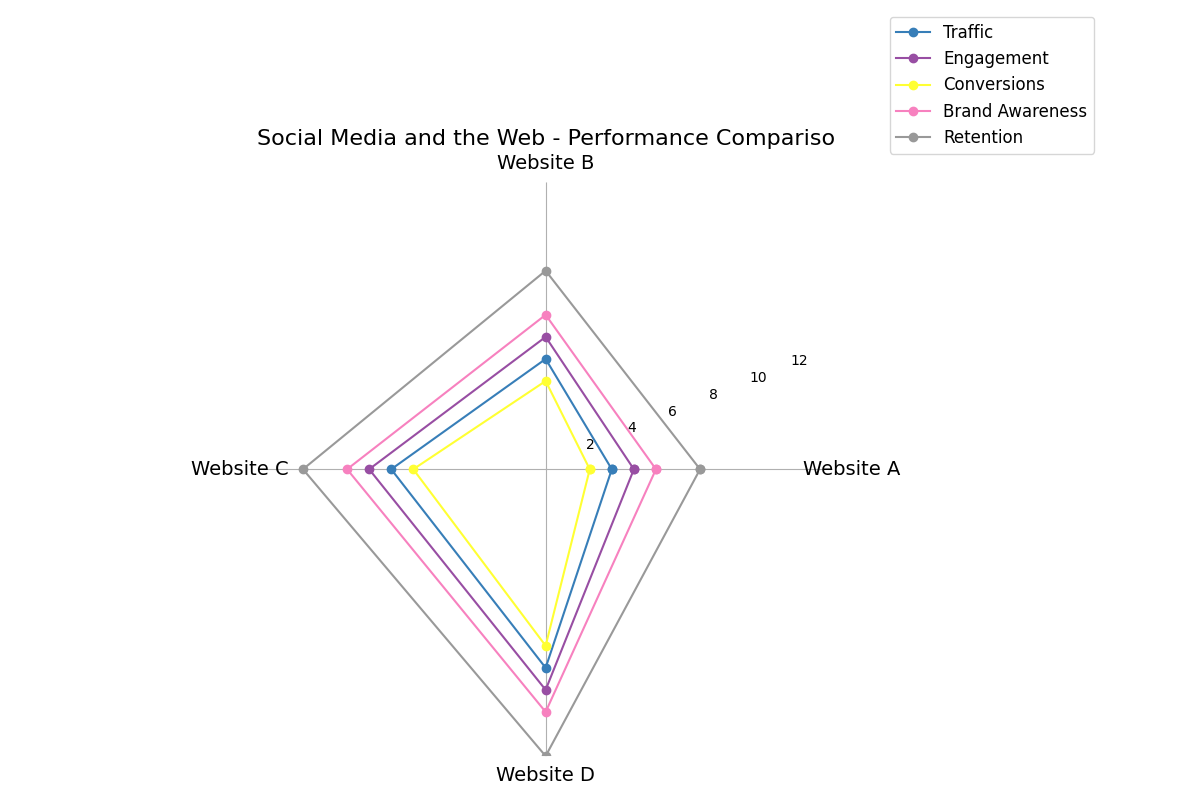 Traffic
Engagement
Conversions
Brand Awareness
Retention
Social Media and the Web - Performance Compariso
Website B
12
10
8
6
4
2
Website C
Website A
Website D